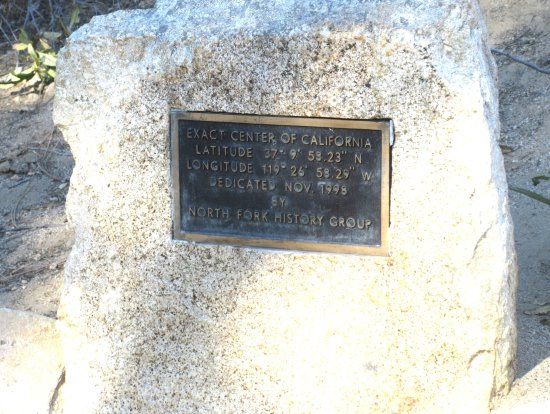 EXACT CENTER OF CALIFORNIA
LATITUDE 37° 9' 58.23" N
LONGITUDE 119° 26' 58.29" W
DEDICATED NOV. 1998
BY
NORTH FORK HISTORY GROUP